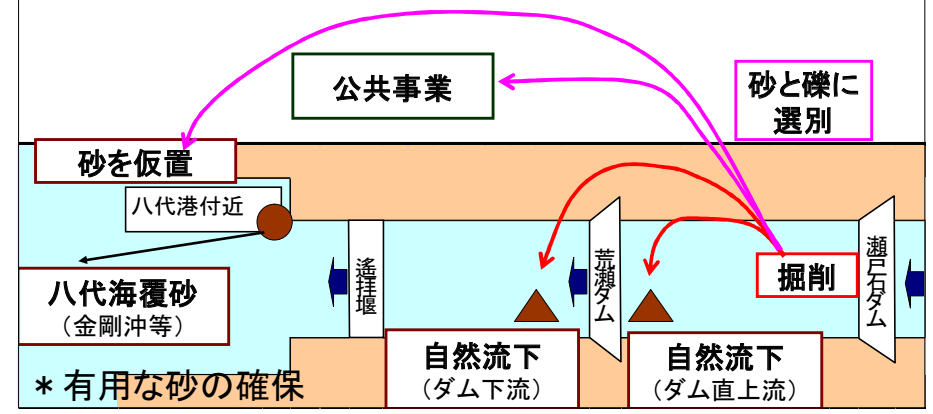 公共事業
砂と礫に
選別
砂を仮置
八代港付近
八代海覆砂
（金剛沖等）
遙拝堰
荒瀬ダム
掘削
瀬戸石ダム
自然流下
（ダム下流）
自然流下
（ダム直上流）
＊有用な砂の確保